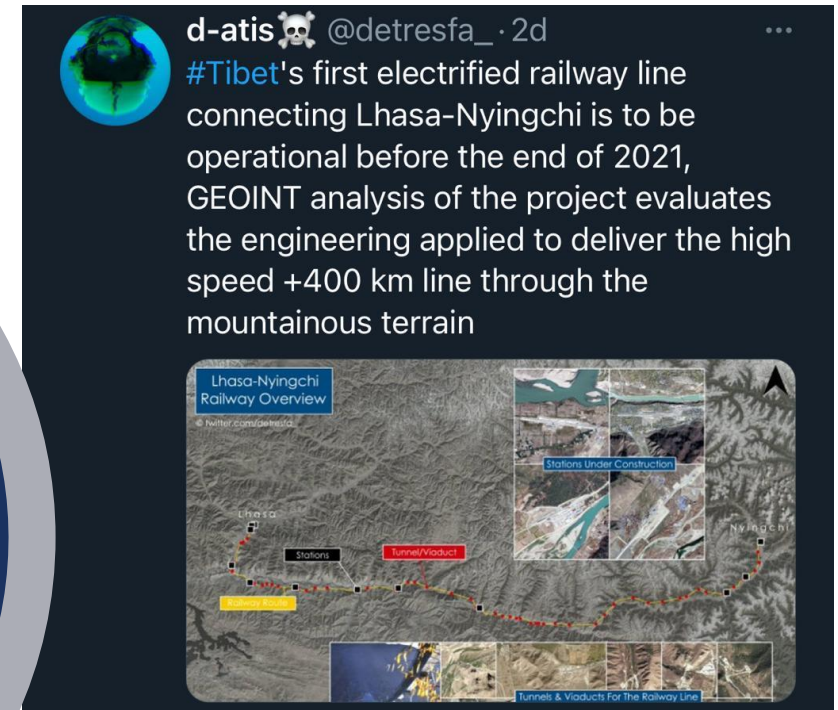 d-atis☠️ @detresfa_ · 2d
#Tibet's first electrified railway line
connecting Lhasa-Nyingchi is to be
operational before the end of 2021,
GEOINT analysis of the project evaluates
the engineering applied to deliver the high
speed +400 km line through the
mountainous terrain
Lhasa-Nyingchi
Railway Overview
© twitter.com/detresfa_
Stations Under Construction
Lhasa
Nyingchi
Stations
Tunnel/Viaduct
Railway Route
Tunnels & Viaducts For The Railway Line